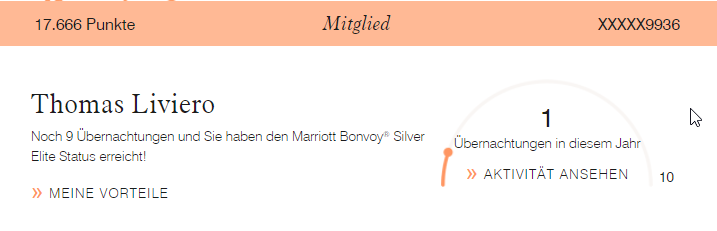 17.666 Punkte Mitglied XXXXX9936
Thomas Liviero
Noch 9 Übernachtungen und Sie haben den Marriott Bonvoy® Silver
Elite Status erreicht!
» MEINE VORTEILE
1
Übernachtungen in diesem Jahr
» AKTIVITÄT ANSEHEN
10